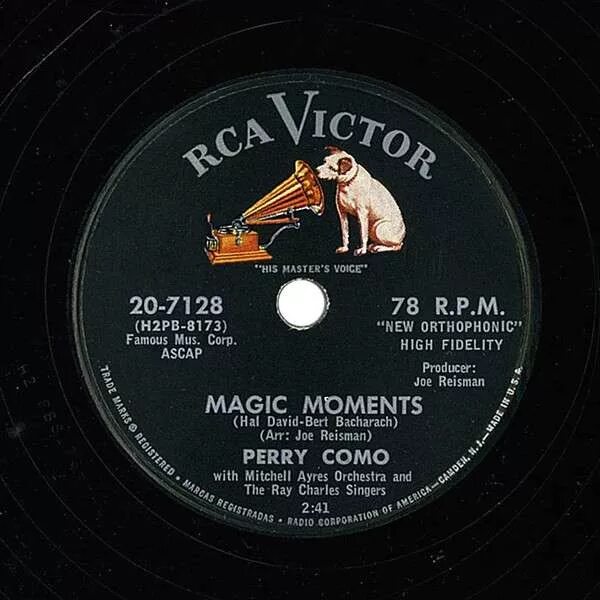 RCA VICTOR
"HIS MASTER'S VOICE"
20-7128
(H2PB-8173)
Famous Mus. Corp.
ASCAP
78 R.P.M.
"NEW ORTHOPHONIC"
HIGH FIDELITY
Producer:
Joe Reisman
MAGIC MOMENTS
(Hal David-Bert Bacharach)
(Arr: Joe Reisman)
PERRY COMO
with Mitchell Ayres Orchestra and
The Ray Charles Singers
2:41
TRADE MARKS ® REGISTERED • MARCAS REGISTRADAS • RADIO CORPORATION OF AMERICA—CAMDEN, N.J.—MADE IN U.S.A.